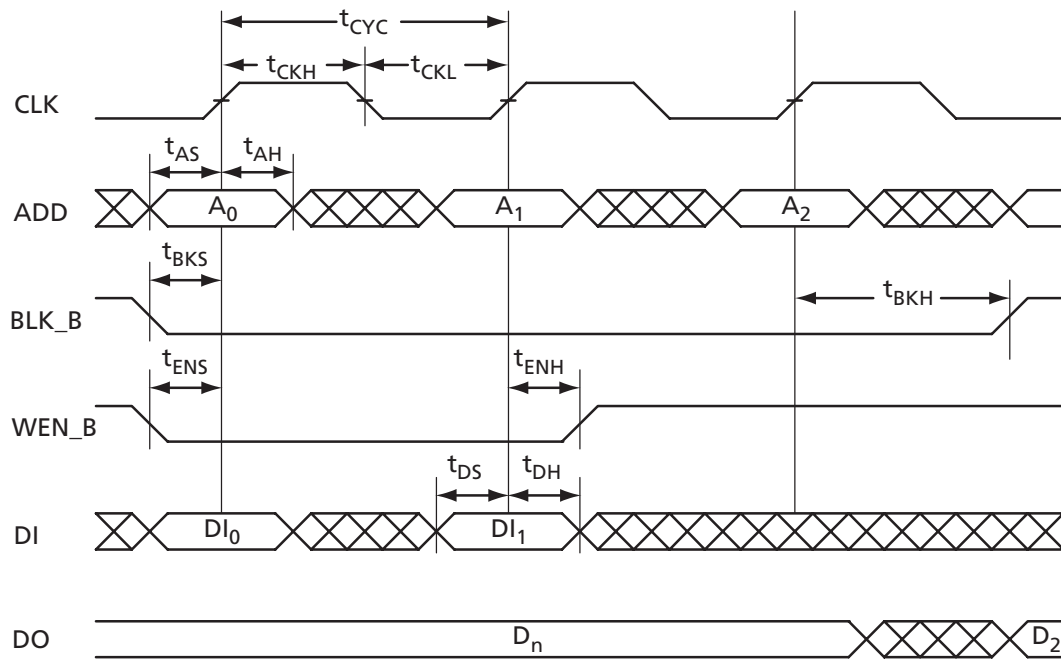 tCYC
tCKH tCKL
CLK
tAS tAH
ADD A0 A1 A2
tBKS tBKH
BLK_B
tENS tENH
WEN_B
tDS tDH
DI DI0 DI1
DO Dn D2